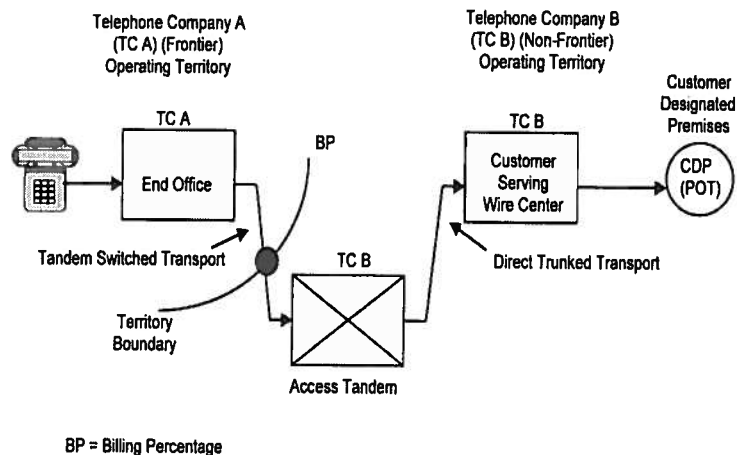 Telephone Company A
(TC A) (Frontier)
Operating Territory
Telephone Company B
(TC B) (Non-Frontier)
Operating Territory
Customer
Designated
Premises
TC A
End Office
BP
TC B
Customer
Serving
Wire Center
CDP
(POT)
Tandem Switched Transport
Direct Trunked Transport
TC B
Territory
Boundary
Access Tandem
BP = Billing Percentage